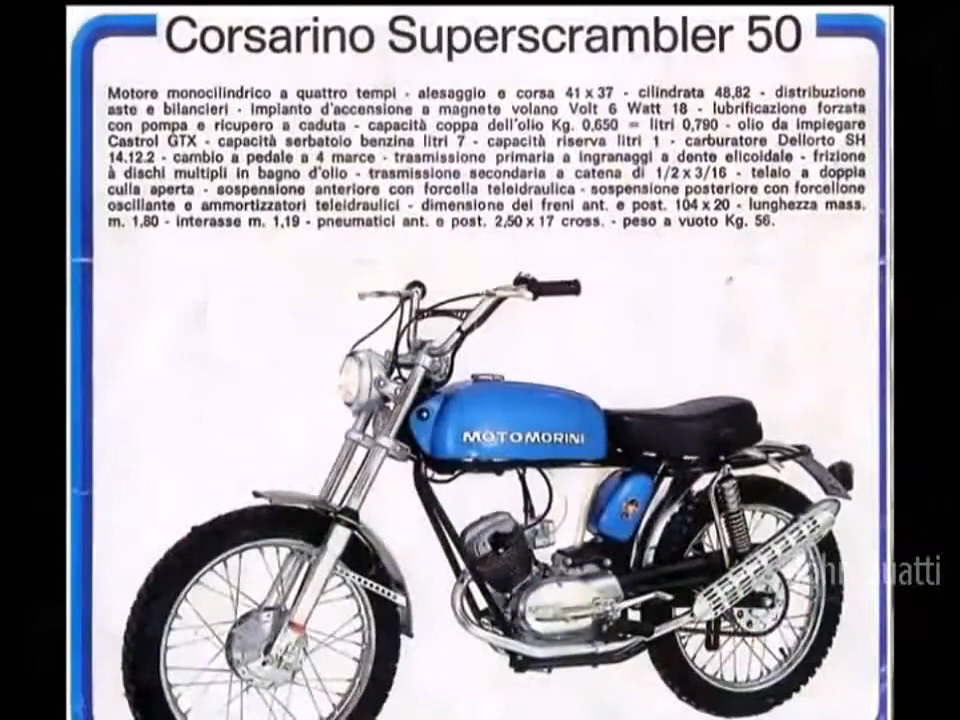 Corsarino Superscrambler 50
Motore monocilindrico a quattro tempi - alesaggio e corsa 41 x 37 - cilindrata 48,82 - distribuzione
aste e bilancieri - impianto d'accensione a magnete volano Volt 6 Watt 18 - lubrificazione forzata
con pompa e ricupero a caduta - capacità coppa dell'olio Kg. 0,650 = litri 0,790 - olio da impiegare
Castrol GTX - capacità serbatoio benzina litri 7 - capacità riserva litri 1 - carburatore Dellorto SH
14.12.2 - cambio a pedale a 4 marce - trasmissione primaria a ingranaggi a dente elicoidale - frizione
à dischi multipli in bagno d'olio - trasmissione secondaria a catena di 1/2 x 3/16 - telaio a doppia
culla aperta - sospensione anteriore con forcella teleidraulica - sospensione posteriore con forcellone
oscillante e ammortizzatori teleidraulici - dimensione dei freni ant. e post. 104 x 20 - lunghezza mass.
m. 1,80 - interasse m. 1,19 - pneumatici ant. e post. 2,50 x 17 cross. - peso a vuoto Kg. 56.
MOTOMORINI